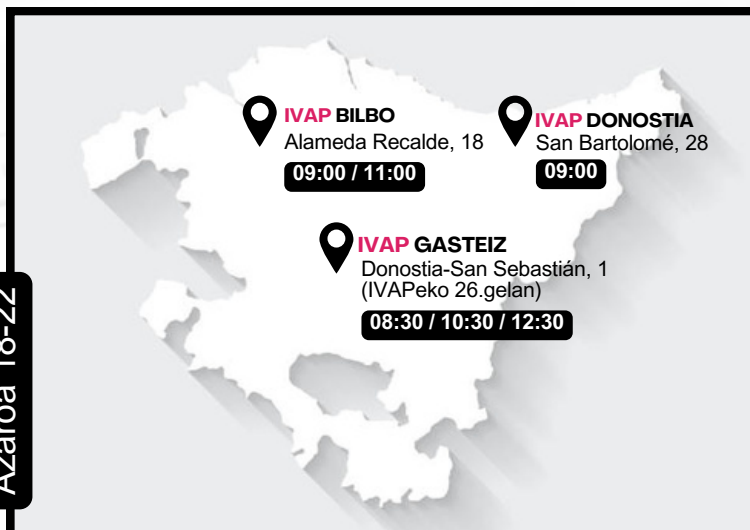 IVAP BILBO
Alameda Recalde, 18
09:00 / 11:00
IVAP DONOSTIA
San Bartolomé, 28
09:00
IVAP GASTEIZ
Donostia-San Sebastián, 1
(IVAPeko 26.gelan)
08:30 / 10:30 / 12:30
Azaroa 18-22